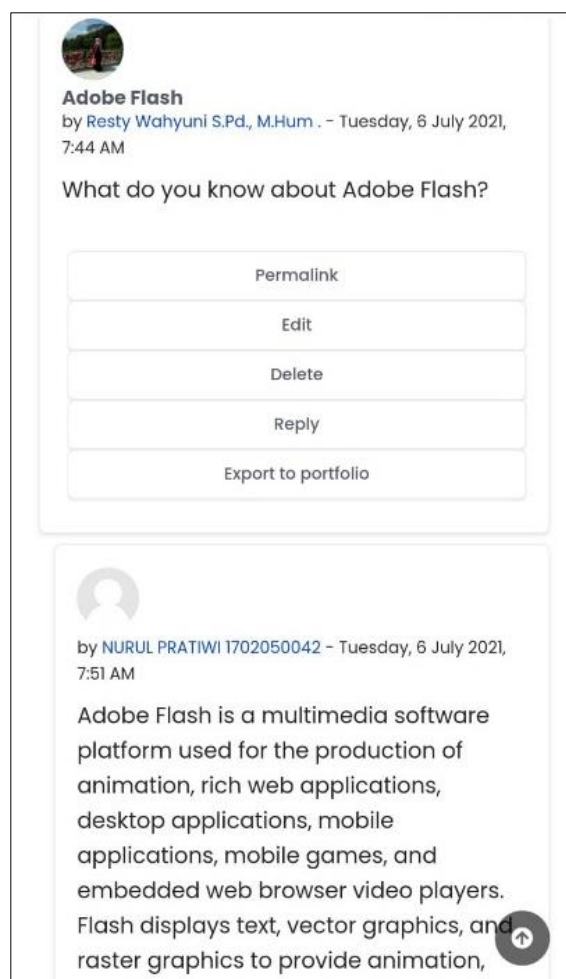 Adobe Flash
by Resty Wahyuni S.Pd., M.Hum . - Tuesday, 6 July 2021,
7:44 AM
What do you know about Adobe Flash?
Permalink
Edit
Delete
Reply
Export to portfolio
by NURUL PRATIWI 1702050042 - Tuesday, 6 July 2021,
7:51 AM
Adobe Flash is a multimedia software
platform used for the production of
animation, rich web applications,
desktop applications, mobile
applications, mobile games, and
embedded web browser video players.
Flash displays text, vector graphics, and
raster graphics to provide animation,